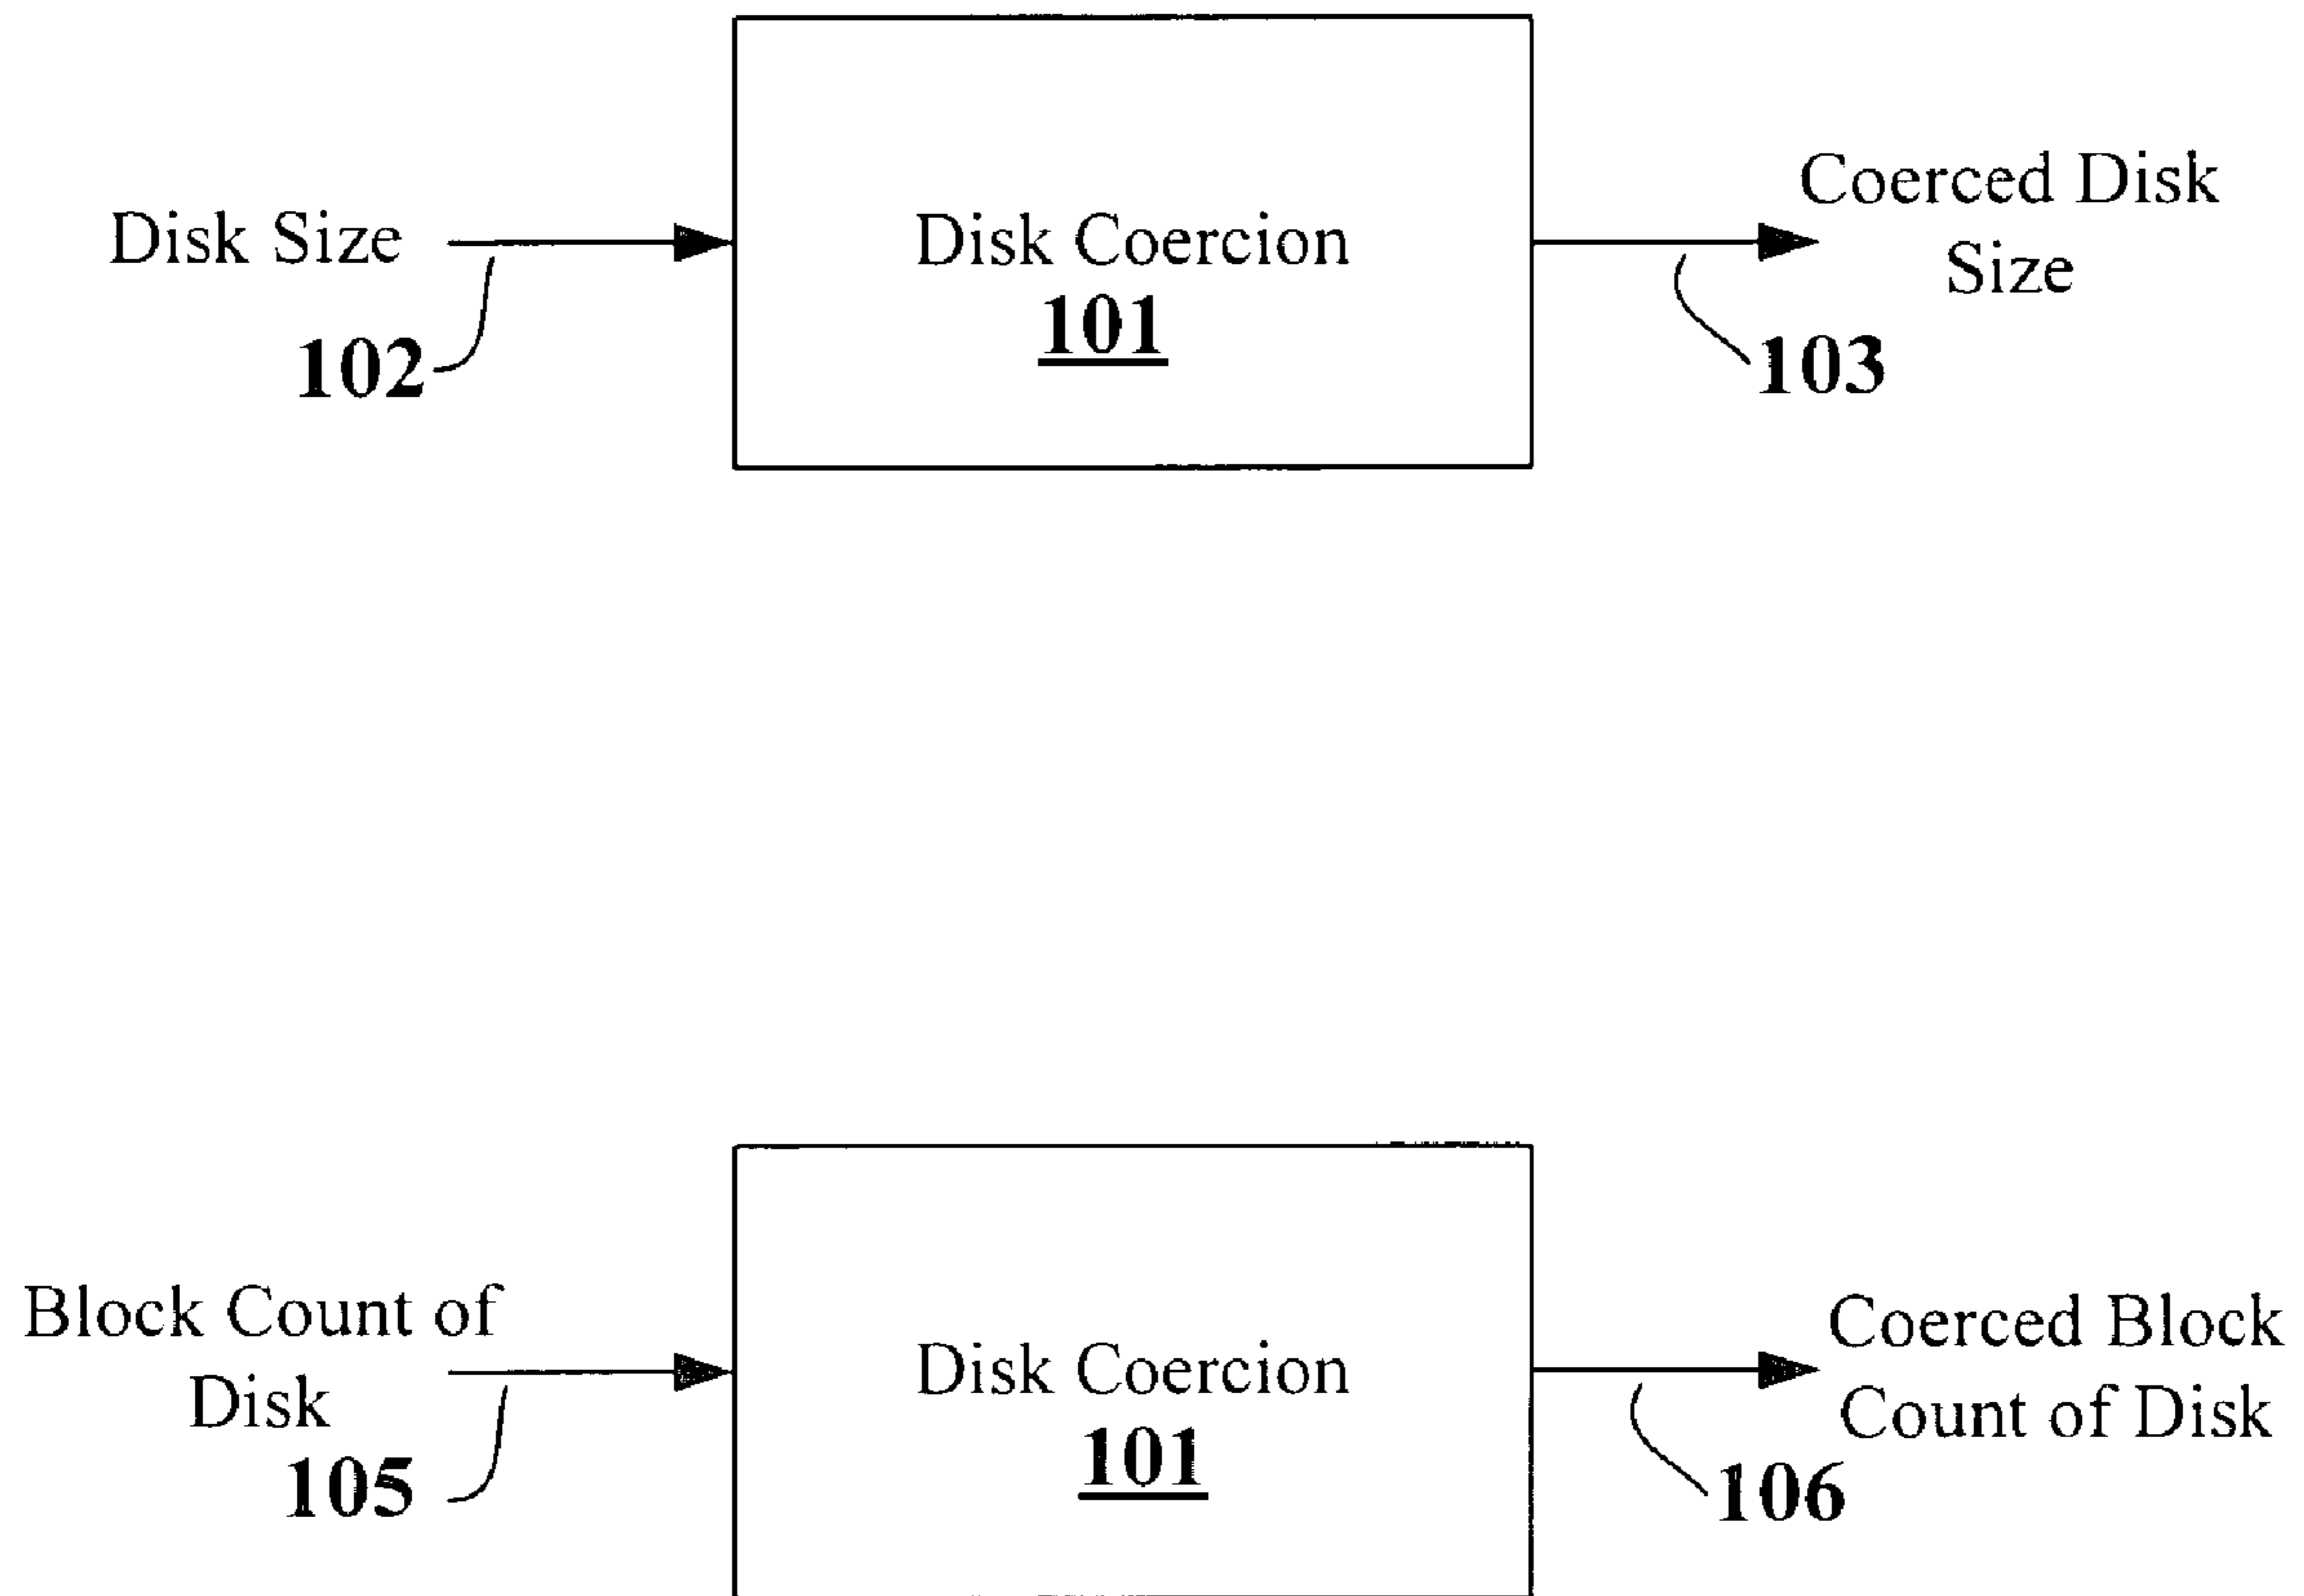 Disk Size
102
Disk Coercion
101
Coerced Disk
Size
103
Block Count of
Disk
105
Disk Coercion
101
Coerced Block
Count of Disk
106